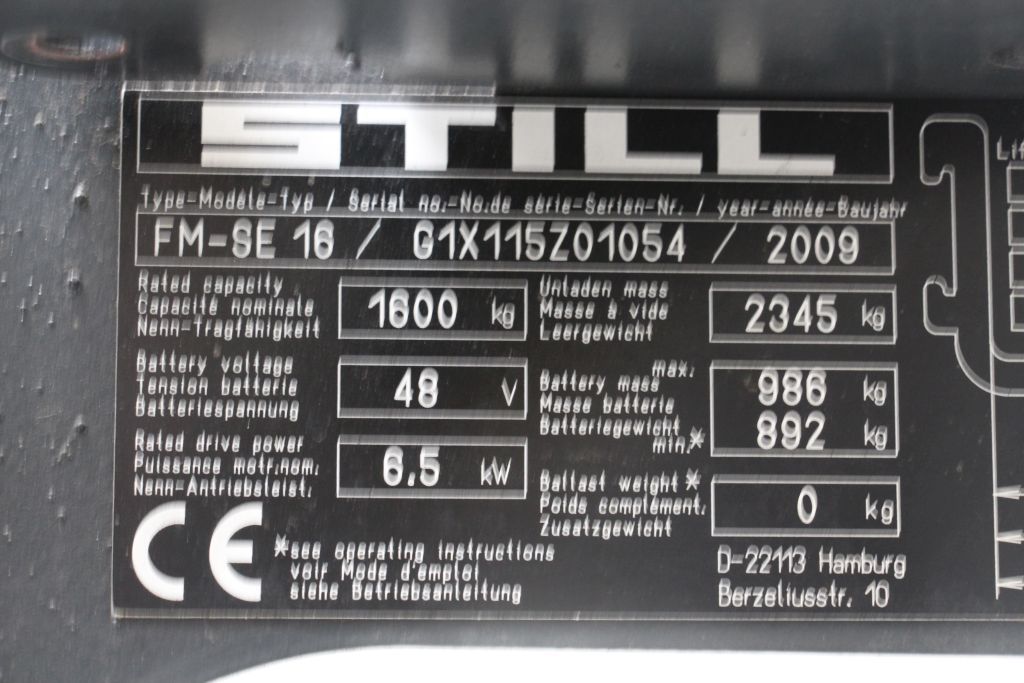 STILL
Type-Modèle-Typ / Serial no.-No.de série-Serien-Nr. / year-année-Baujahr
FM-SE 16 / G1X115Z01054 / 2009
Rated capacity
Capacité nominale
Nenn-Tragfähigkeit
1600 kg
Unladen mass
Masse à vide
Leergewicht
2345 kg
Battery voltage
Tension batterie
Batteriespannung
48 V
max.
Battery mass
Masse batterie
Batteriegewicht
min.*
986 kg
892 kg
Rated drive power
Puissance motr.nom.
Nenn-Antriebsleist.
6.5 kW
Ballast weight *
Poids complement.
Zusatzgewicht
0 kg
CE
*see operating instructions
voir Mode d'emploi
siehe Betriebsanleitung
D-22113 Hamburg
Berzeliusstr. 10